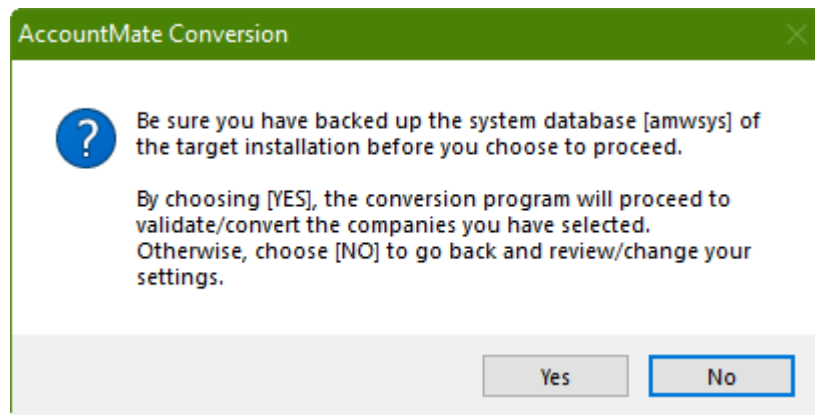 AccountMate Conversion
Be sure you have backed up the system database [amwsys] of
the target installation before you choose to proceed.
By choosing [YES], the conversion program will proceed to
validate/convert the companies you have selected.
Otherwise, choose [NO] to go back and review/change your
settings.
Yes
No